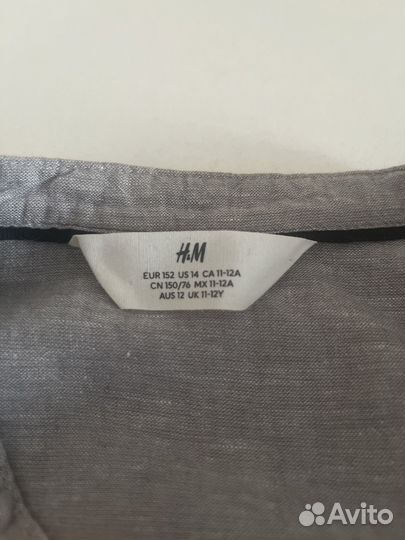 H&M
EUR 152 US 14 CA 11-12A
CN 150/76 MX 11-12A
AUS 12 UK 11-12Y
Avito